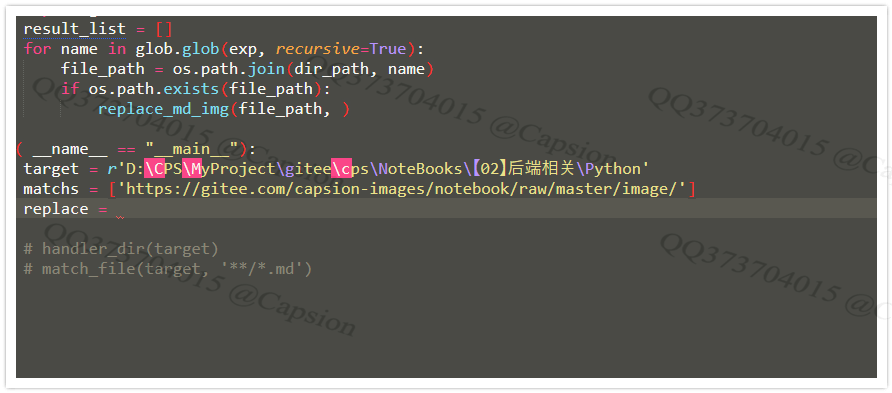 result_list = []
for name in glob.glob(exp, recursive=True):
file_path = os.path.join(dir_path, name)
if os.path.exists(file_path):
replace_md_img(file_path, )
( __name__ == "__main__"):
target = r'D:\CPS\MyProject\gitee\cps\NoteBooks\【02】后端相关\Python'
matchs = ['https://gitee.com/capsion-images/notebook/raw/master/image/']
replace =
# handler_dir(target)
# match_file(target, '**/*.md')
QQ373704015 @Capsion
QQ373704015 @Capsion
QQ373704015 @Ca
QQ373704015 @Capsion
QQ373704015 @Ca